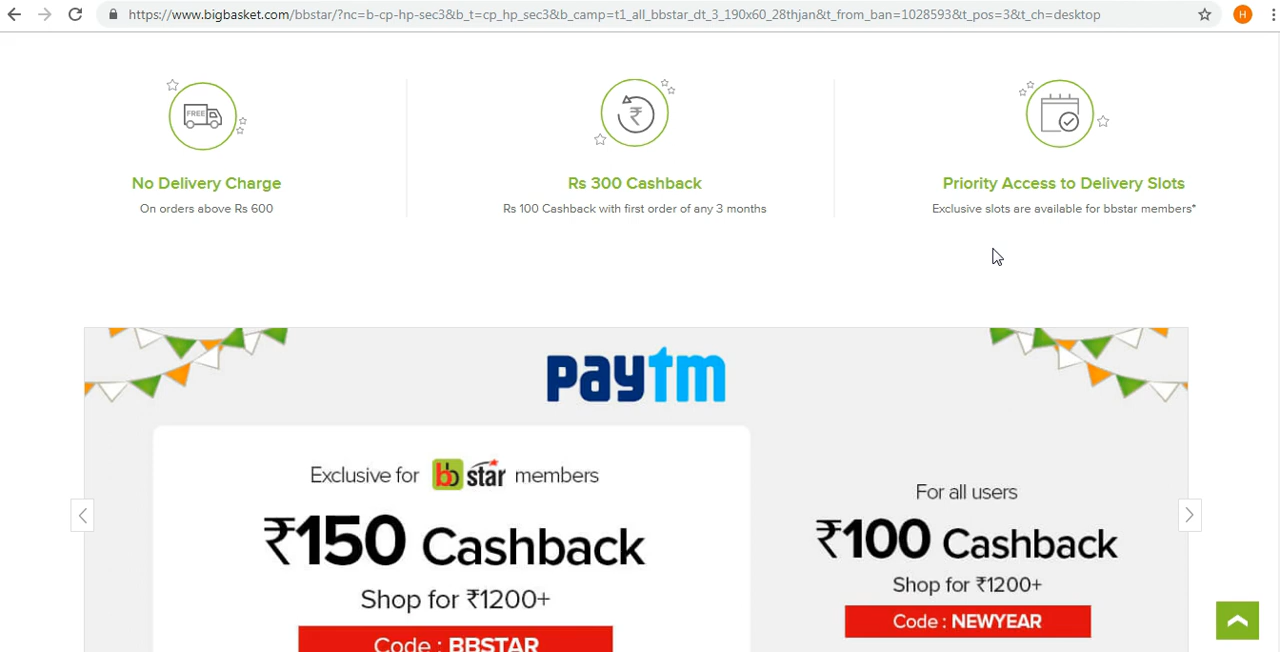 https://www.bigbasket.com/bbstar/?nc=b-cp-hp-sec3&b_t=cp_hp_sec3&b_camp=t1_all_bbstar_dt_3_190x60_28thjan&t_from_ban=1028593&t_pos=3&t_ch=desktop
H
FREE
₹
No Delivery Charge
On orders above Rs 600
Rs 300 Cashback
Rs 100 Cashback with first order of any 3 months
Priority Access to Delivery Slots
Exclusive slots are available for bbstar members*
paytm
Exclusive for bb star members
₹150 Cashback
Shop for ₹1200+
Code : BBSTAR
For all users
₹100 Cashback
Shop for ₹1200+
Code : NEWYEAR